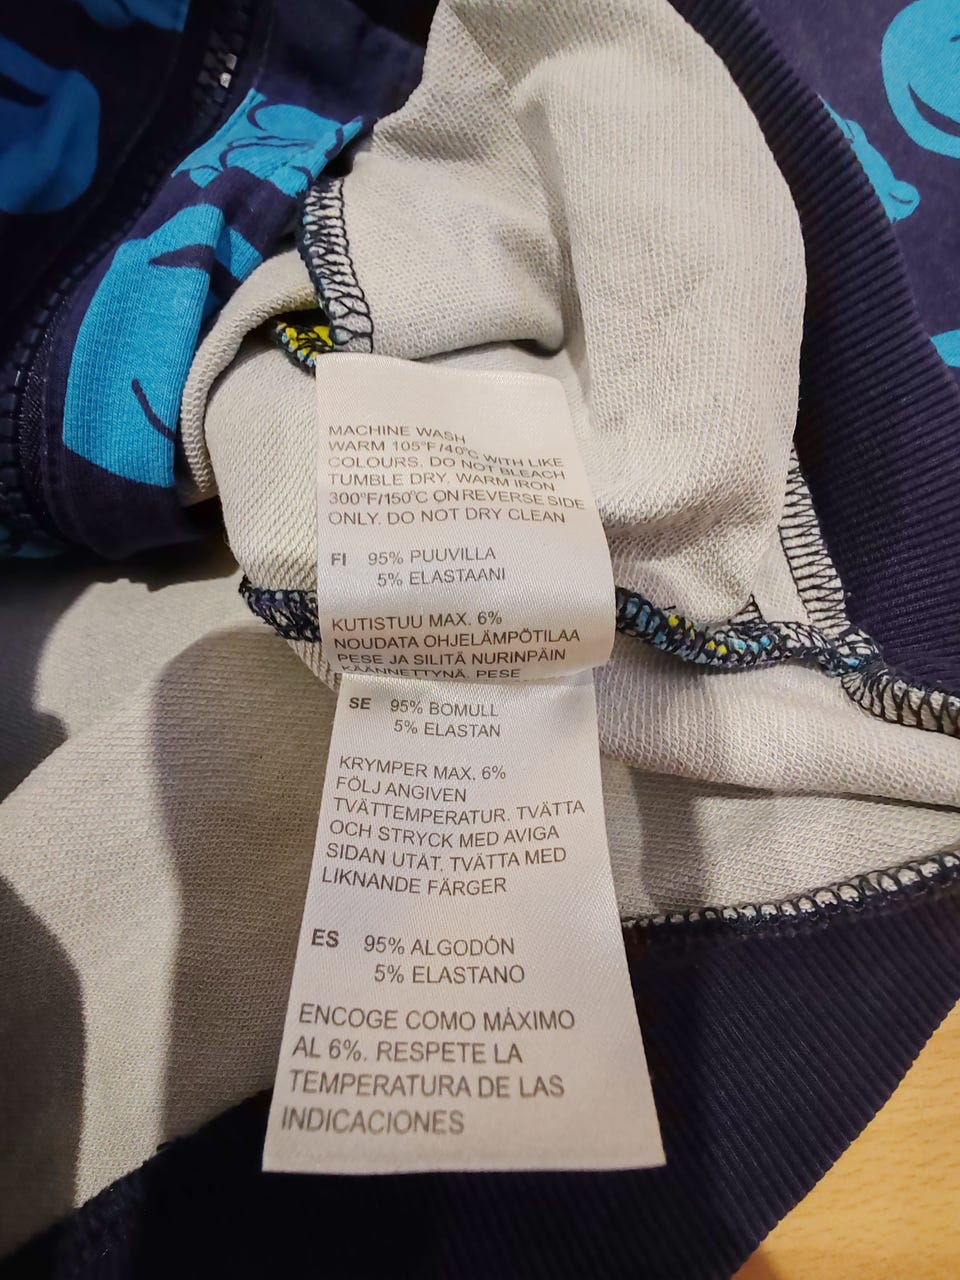 MACHINE WASH
WARM 105°F/40°C WITH LIKE
COLOURS. DO NOT BLEACH
TUMBLE DRY, WARM IRON
300°F/150°C ON REVERSE SIDE
ONLY. DO NOT DRY CLEAN
FI 95% PUUVILLA
5% ELASTAANI
KUTISTUU MAX. 6%
NOUDATA OHJELÄMPÖTILAA
PESE JA SILITÄ NURINPÄIN
KÄÄNNETTYNÄ. PESE
SE 95% BOMULL
5% ELASTAN
KRYMPER MAX. 6%
FÖLJ ANGIVEN
TVÄTTEMPERATUR. TVÄTTA
OCH STRYCK MED AVIGA
SIDAN UTÅT. TVÄTTA MED
LIKNANDE FÄRGER
ES 95% ALGODÓN
5% ELASTANO
ENCOGE COMO MÁXIMO
AL 6%. RESPETE LA
TEMPERATURA DE LAS
INDICACIONES